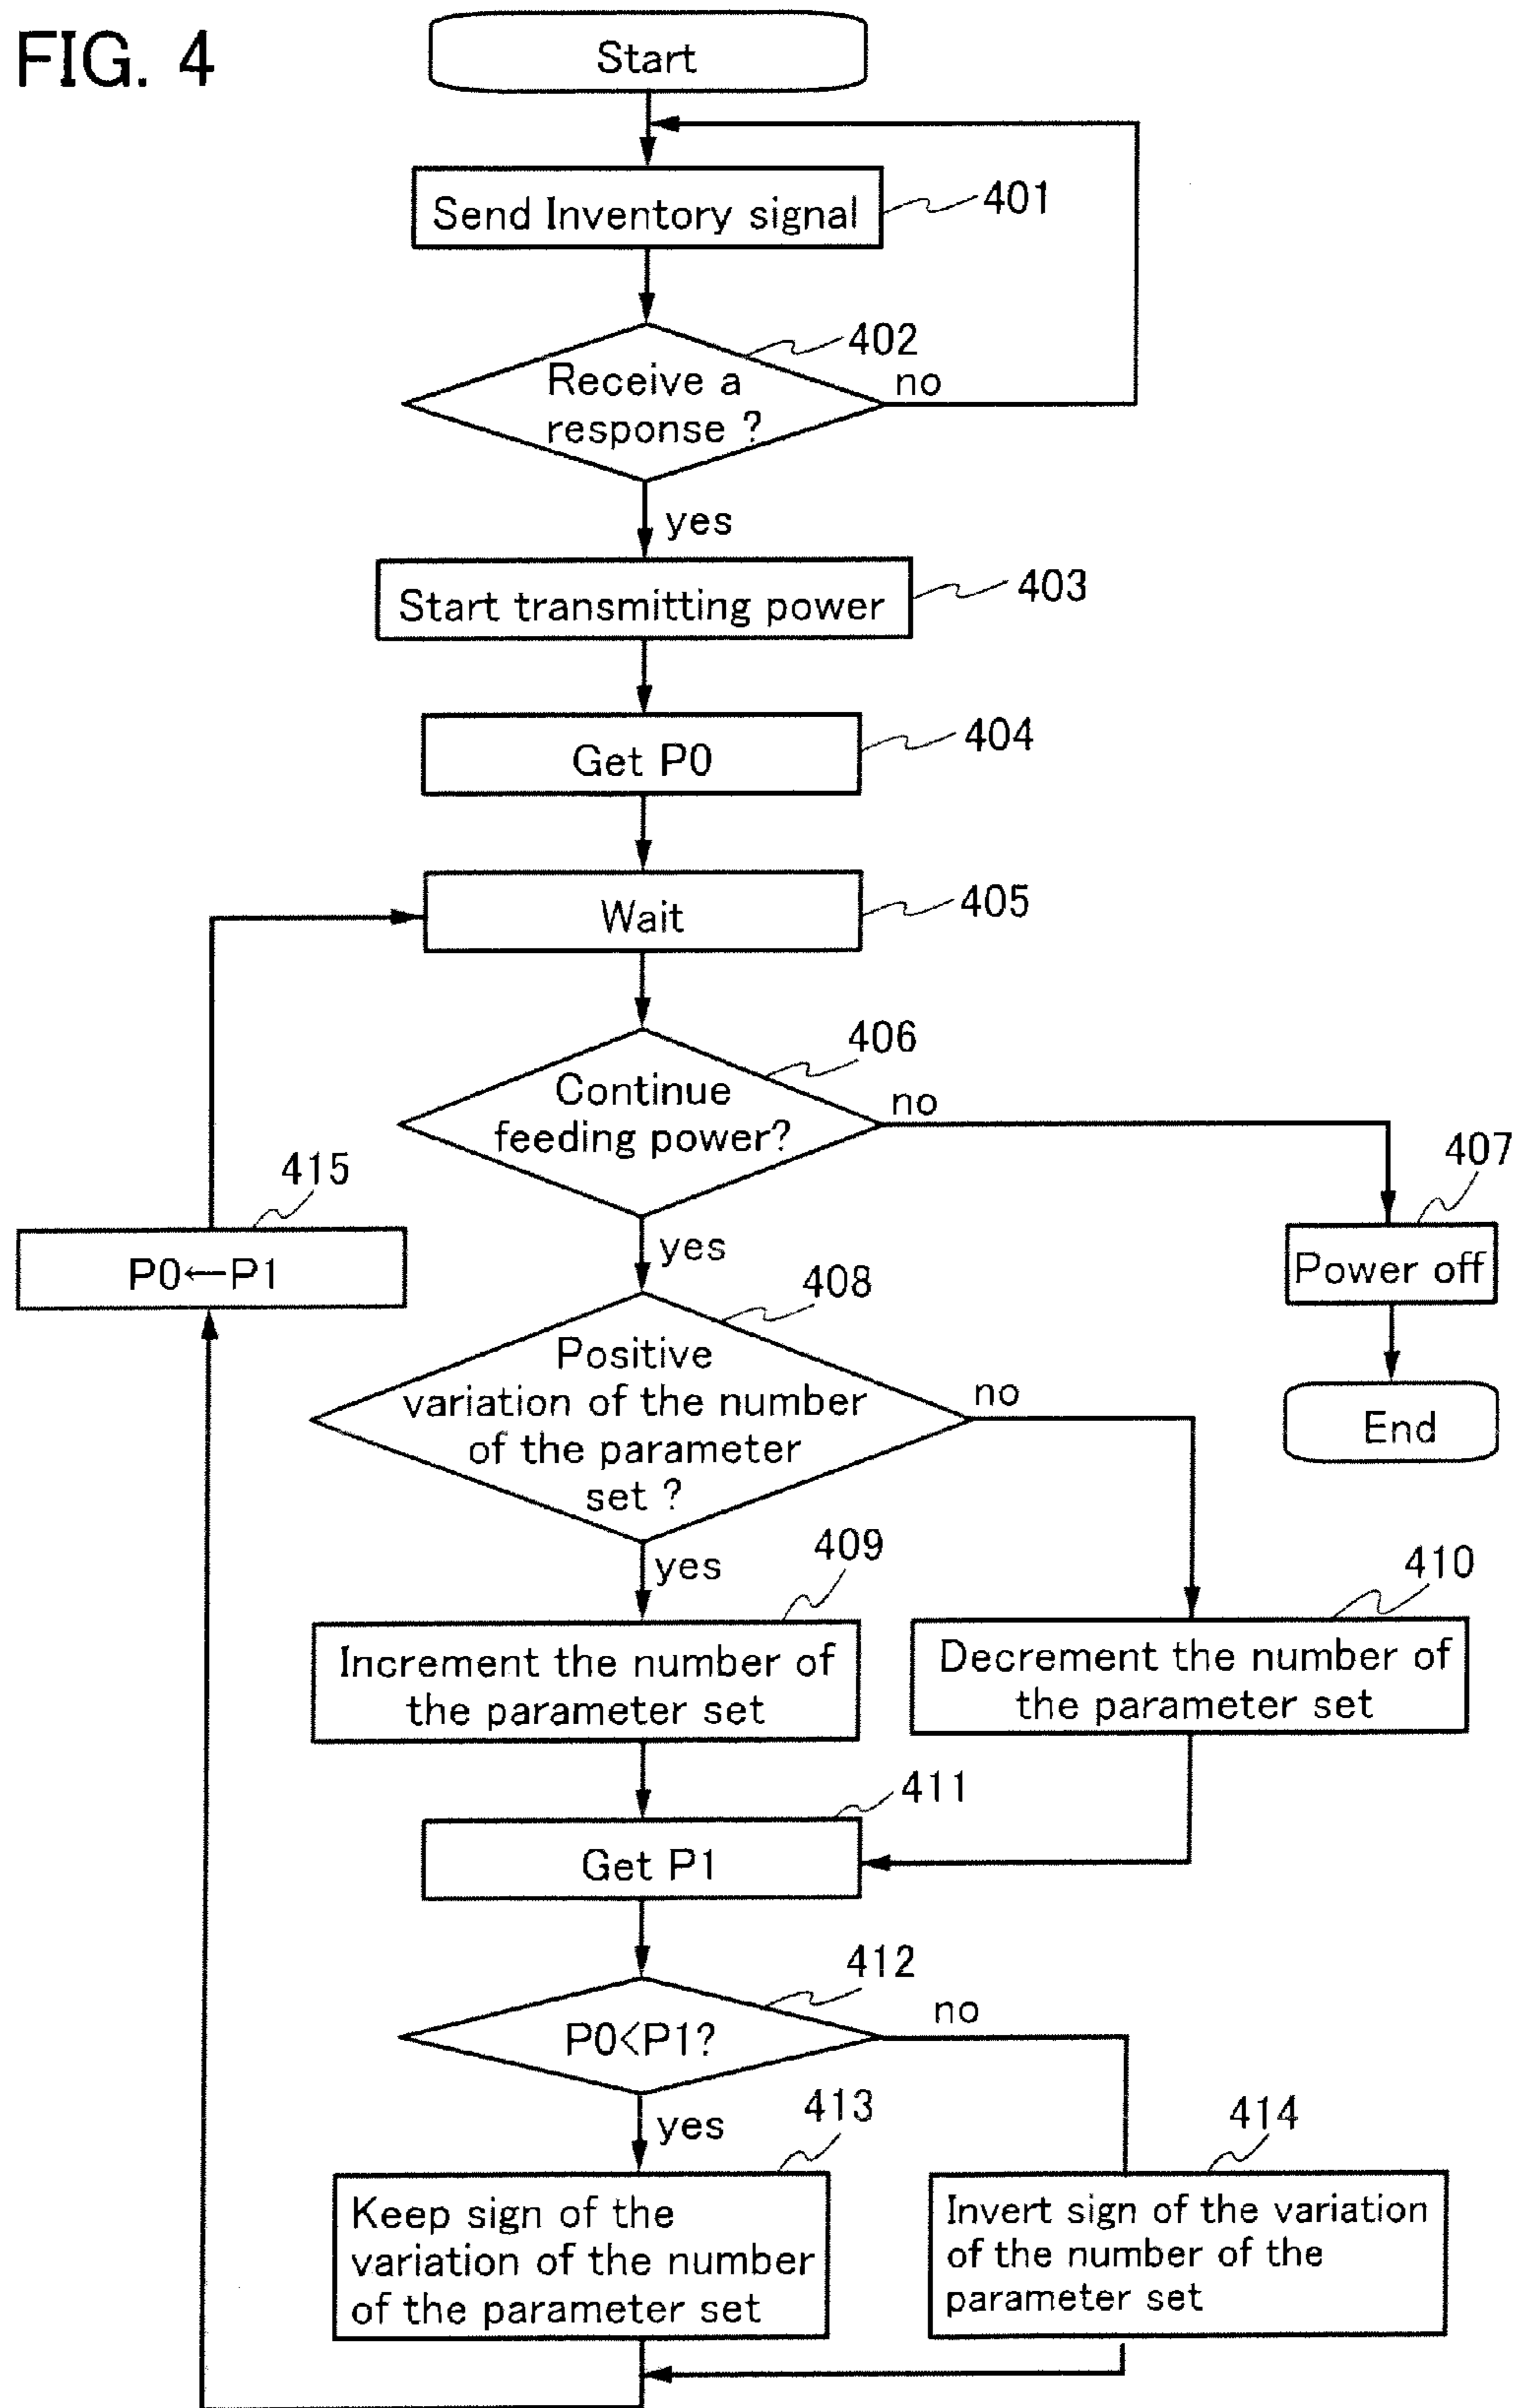 FIG. 4
Start
Send Inventory signal
401
402
Receive a
response ?
no
yes
Start transmitting power
403
Get P0
404
Wait
405
406
Continue
feeding power?
no
407
Power off
End
yes
415
P0←P1
408
Positive
variation of the number
of the parameter
set ?
no
yes
409
Increment the number of
the parameter set
410
Decrement the number of
the parameter set
411
Get P1
412
P0<P1?
no
yes
413
Keep sign of the
variation of the number
of the parameter set
414
Invert sign of the variation
of the number of the
parameter set